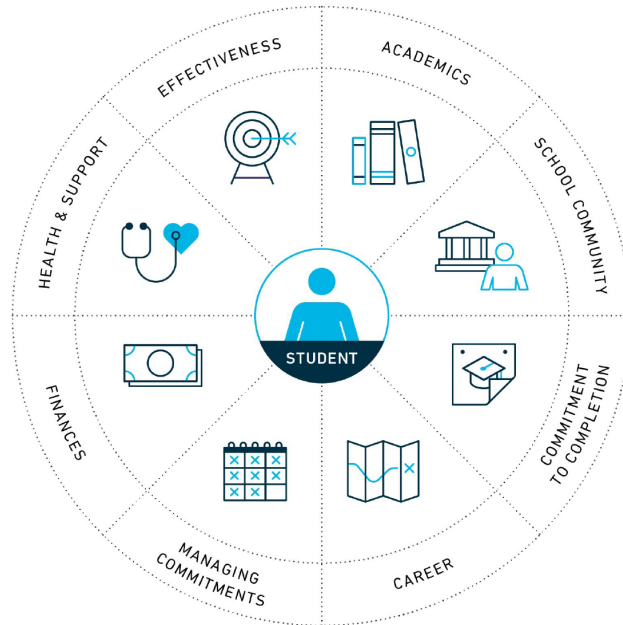 EFFECTIVENESS
ACADEMICS
HEALTH & SUPPORT
SCHOOL COMMUNITY
STUDENT
FINANCES
COMMITMENT
TO COMPLETION
MANAGING
COMMITMENTS
CAREER